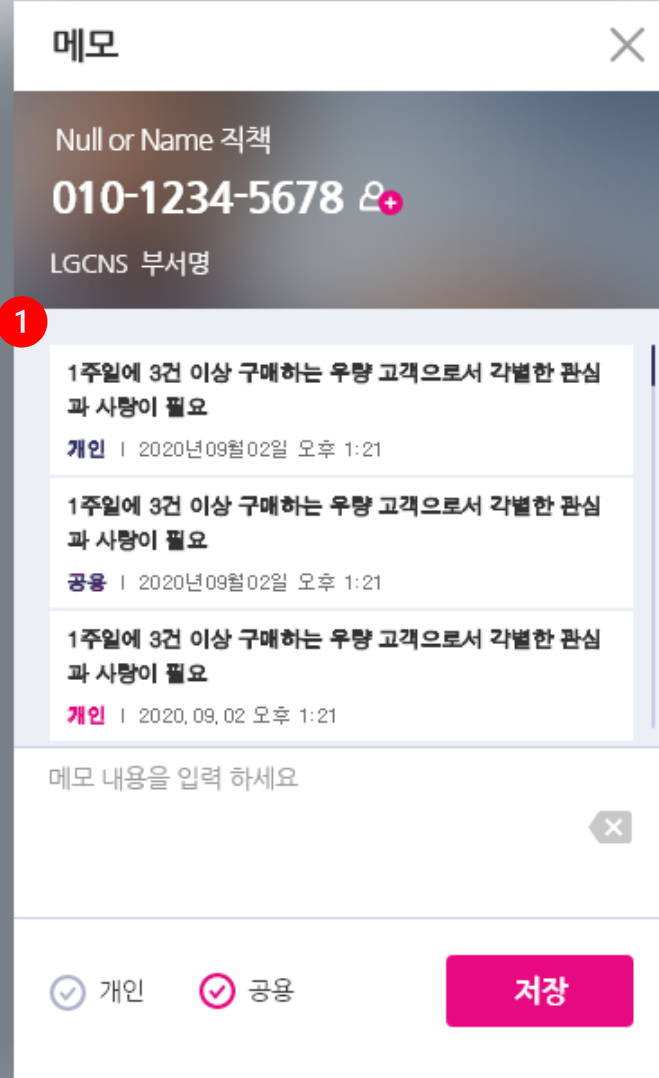 메모
Null or Name 직책
010-1234-5678
LGCNS 부서명
1
1주일에 3건 이상 구매하는 우량 고객으로서 각별한 관심
과 사랑이 필요
개인 | 2020년09월02일 오후 1:21
1주일에 3건 이상 구매하는 우량 고객으로서 각별한 관심
과 사랑이 필요
공용 | 2020년09월02일 오후 1:21
1주일에 3건 이상 구매하는 우량 고객으로서 각별한 관심
과 사랑이 필요
개인 | 2020.09.02 오후 1:21
메모 내용을 입력 하세요
개인 공용 저장